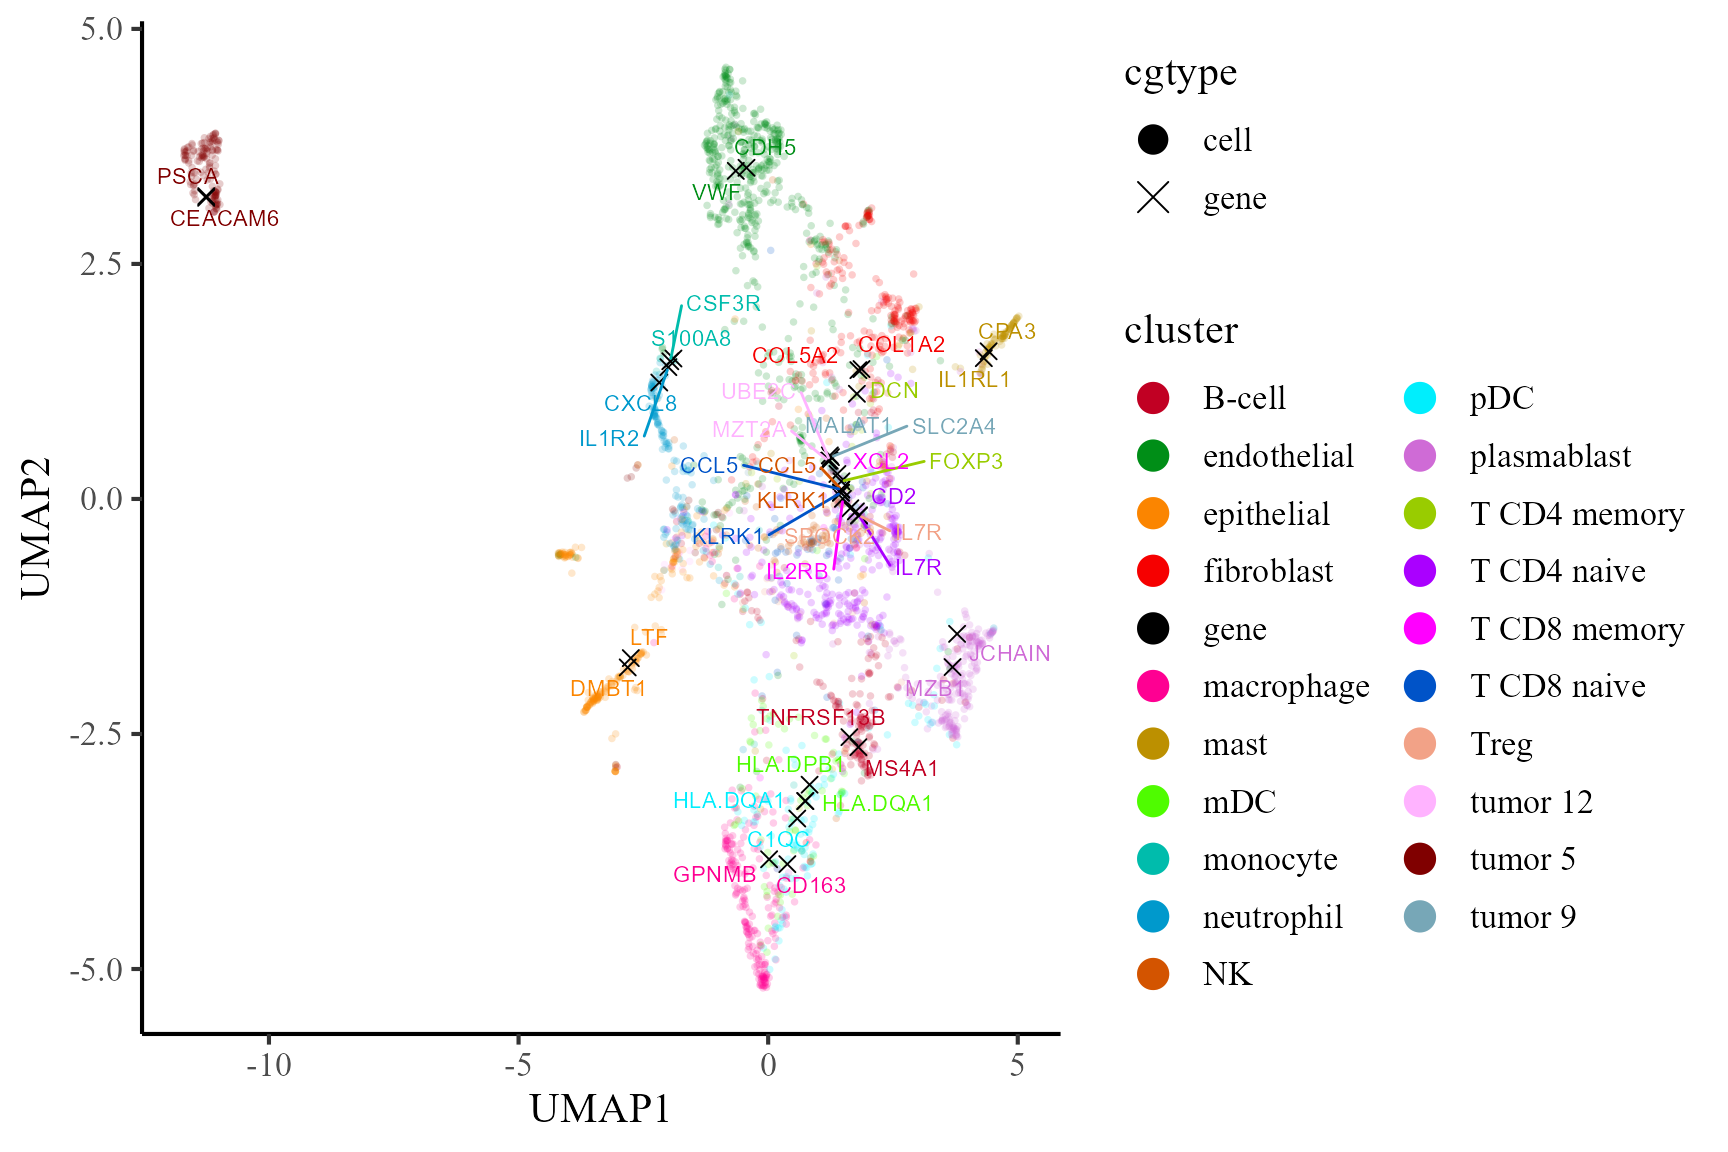 5.0
2.5
0.0
-2.5
-5.0
UMAP2
-10
-5
0
5
UMAP1
PSCA
CEACAM6
CDH5
VWF
CSF3R
S100A8
CXCL8
IL1R2
COL5A2
COL1A2
DCN
CPA3
IL1RL1
UBE2C
MZT2A
MALAT1
SLC2A4
CCL5
CCL5
XCL2
FOXP3
KLRK1
CD2
KLRK1
SPOCK2
IL7R
IL2RB
IL7R
LTF
DMBT1
JCHAIN
MZB1
TNFRSF13B
MS4A1
HLA.DPB1
HLA.DQA1
HLA.DQA1
C1QC
GPNMB
CD163
cgtype
cell
gene
cluster
B-cell
endothelial
epithelial
fibroblast
gene
macrophage
mast
mDC
monocyte
neutrophil
NK
pDC
plasmablast
T CD4 memory
T CD4 naive
T CD8 memory
T CD8 naive
Treg
tumor 12
tumor 5
tumor 9